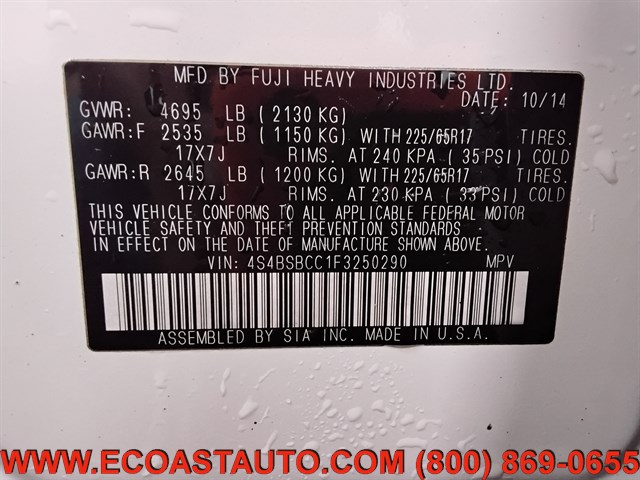 MFD BY FUJI HEAVY INDUSTRIES LTD.
DATE: 10/14
GVWR: 4695 LB (2130 KG)
GAWR:F 2535 LB (1150 KG) WITH 225/65R17 TIRES.
17X7J RIMS. AT 240 KPA (35 PSI) COLD
GAWR:R 2645 LB (1200 KG) WITH 225/65R17 TIRES.
17X7J RIMS. AT 230 KPA (33 PSI) COLD
THIS VEHICLE CONFORMS TO ALL APPLICABLE FEDERAL MOTOR
VEHICLE SAFETY AND THEFT PREVENTION STANDARDS
IN EFFECT ON THE DATE OF MANUFACTURE SHOWN ABOVE.
VIN: 4S4BSBCC1F3250290 MPV
ASSEMBLED BY SIA INC. MADE IN U.S.A.
WWW.ECOASTAUTO.COM (800) 869-0655